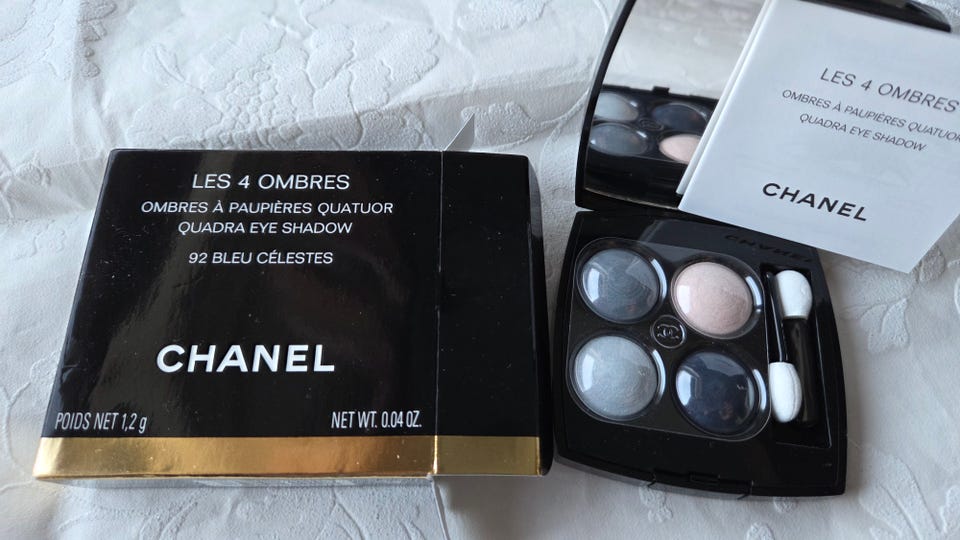 LES 4 OMBRES
OMBRES À PAUPIÈRES QUATUOR
QUADRA EYE SHADOW
92 BLEU CÉLESTES
CHANEL
POIDS NET 1,2 g
NET WT. 0.04 OZ.
LES 4 OMBRES
OMBRES À PAUPIÈRES QUATUOR
QUADRA EYE SHADOW
CHANEL
CHANEL